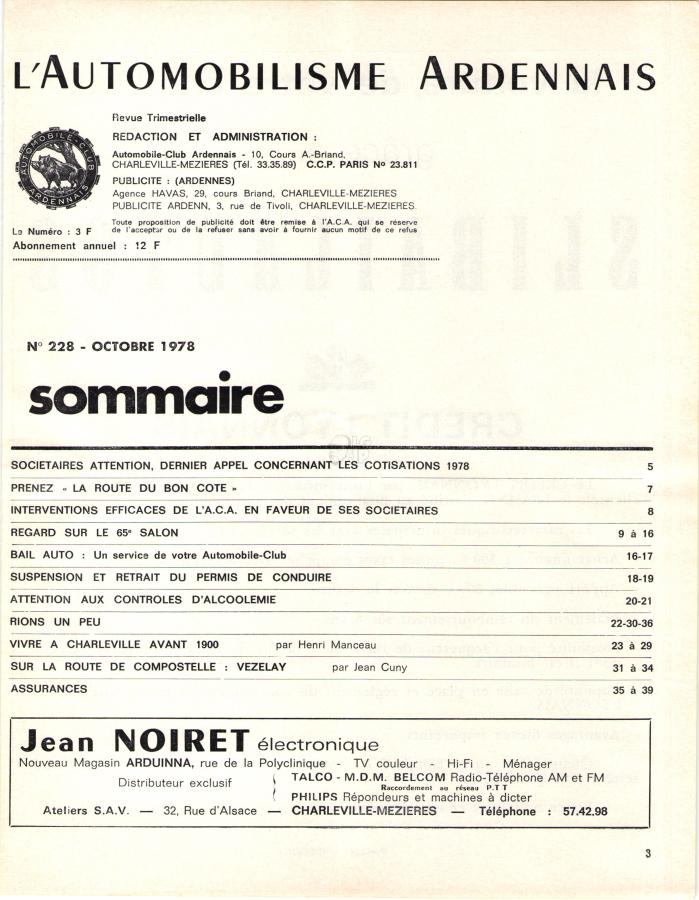 L'AUTOMOBILISME ARDENNAIS
Revue Trimestrielle
REDACTION ET ADMINISTRATION :
Automobile-Club Ardennais - 10, Cours A.-Briand,
CHARLEVILLE-MEZIERES (Tél. 33.35.89) C.C.P. PARIS No 23.811
PUBLICITE : (ARDENNES)
Agence HAVAS, 29, cours Briand, CHARLEVILLE-MEZIERES
PUBLICITE ARDENN, 3, rue de Tivoli, CHARLEVILLE-MEZIERES.
AUTOMOBILE-CLUB
ARDENNAIS
Toute proposition de publicité doit être remise à l'A.C.A. qui se réserve
de l'accepter ou de la refuser sans avoir à fournir aucun motif de ce refus
Le Numéro : 3 F
Abonnement annuel : 12 F
N° 228 - OCTOBRE 1978
sommaire
SOCIETAIRES ATTENTION, DERNIER APPEL CONCERNANT LES COTISATIONS 1978 5
PRENEZ « LA ROUTE DU BON COTE » 7
INTERVENTIONS EFFICACES DE L'A.C.A. EN FAVEUR DE SES SOCIETAIRES 8
REGARD SUR LE 65e SALON 9 à 16
BAIL AUTO : Un service de votre Automobile-Club 16-17
SUSPENSION ET RETRAIT DU PERMIS DE CONDUIRE 18-19
ATTENTION AUX CONTROLES D'ALCOOLEMIE 20-21
RIONS UN PEU 22-30-36
VIVRE A CHARLEVILLE AVANT 1900 par Henri Manceau 23 à 29
SUR LA ROUTE DE COMPOSTELLE : VEZELAY par Jean Cuny 31 à 34
ASSURANCES 35 à 39
Jean NOIRET électronique
Nouveau Magasin ARDUINNA, rue de la Polyclinique - TV couleur - Hi-Fi - Ménager
Distributeur exclusif
TALCO - M.D.M. BELCOM Radio-Téléphone AM et FM
Raccordement au réseau P.T.T
PHILIPS Répondeurs et machines à dicter
Ateliers S.A.V. — 32, Rue d'Alsace — CHARLEVILLE-MEZIERES — Téléphone : 57.42.98
3